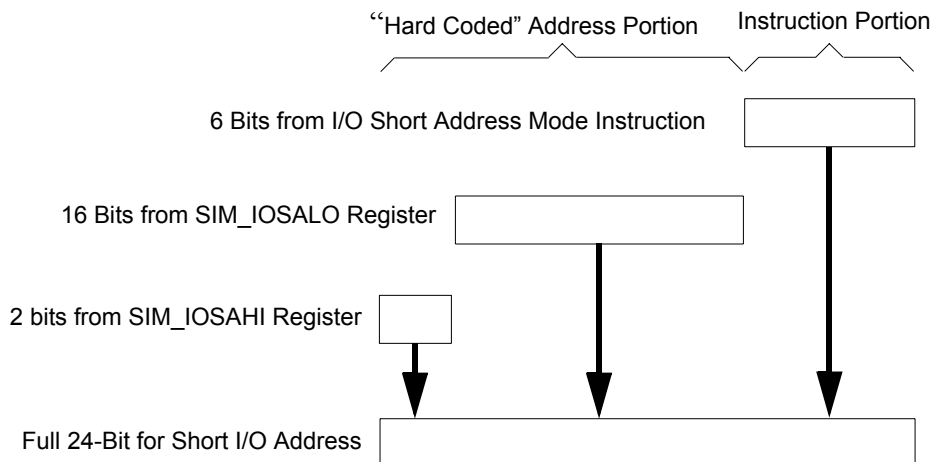 “Hard Coded” Address Portion
Instruction Portion
6 Bits from I/O Short Address Mode Instruction
16 Bits from SIM_IOSALO Register
2 bits from SIM_IOSAHI Register
Full 24-Bit for Short I/O Address